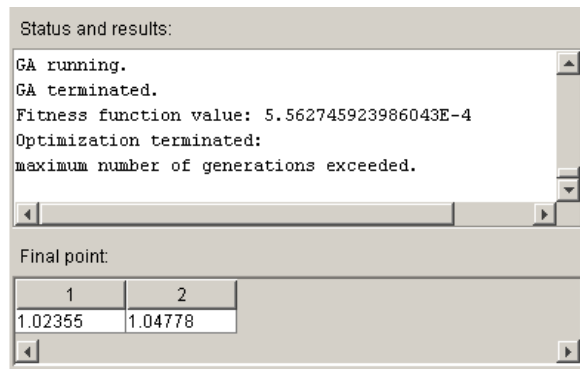 Status and results:
GA running.
GA terminated.
Fitness function value: 5.562745923986043E-4
Optimization terminated:
maximum number of generations exceeded.
Final point:
1 2
1.02355 1.04778